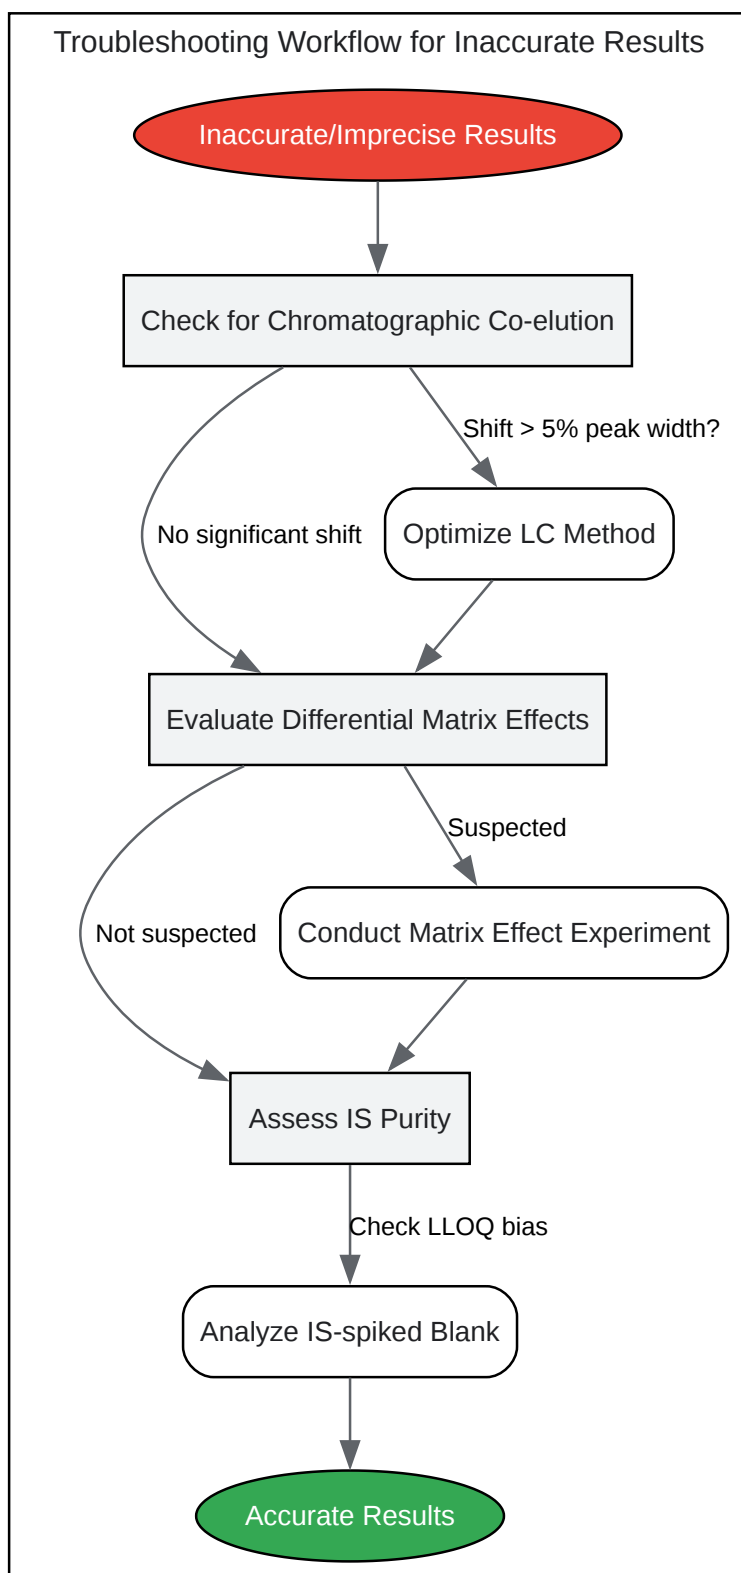 Troubleshooting Workflow for Inaccurate Results
Inaccurate/Imprecise Results
Check for Chromatographic Co-elution
Shift > 5% peak width?
No significant shift
Optimize LC Method
Evaluate Differential Matrix Effects
Suspected
Not suspected
Conduct Matrix Effect Experiment
Assess IS Purity
Check LLOQ bias
Analyze IS-spiked Blank
Accurate Results